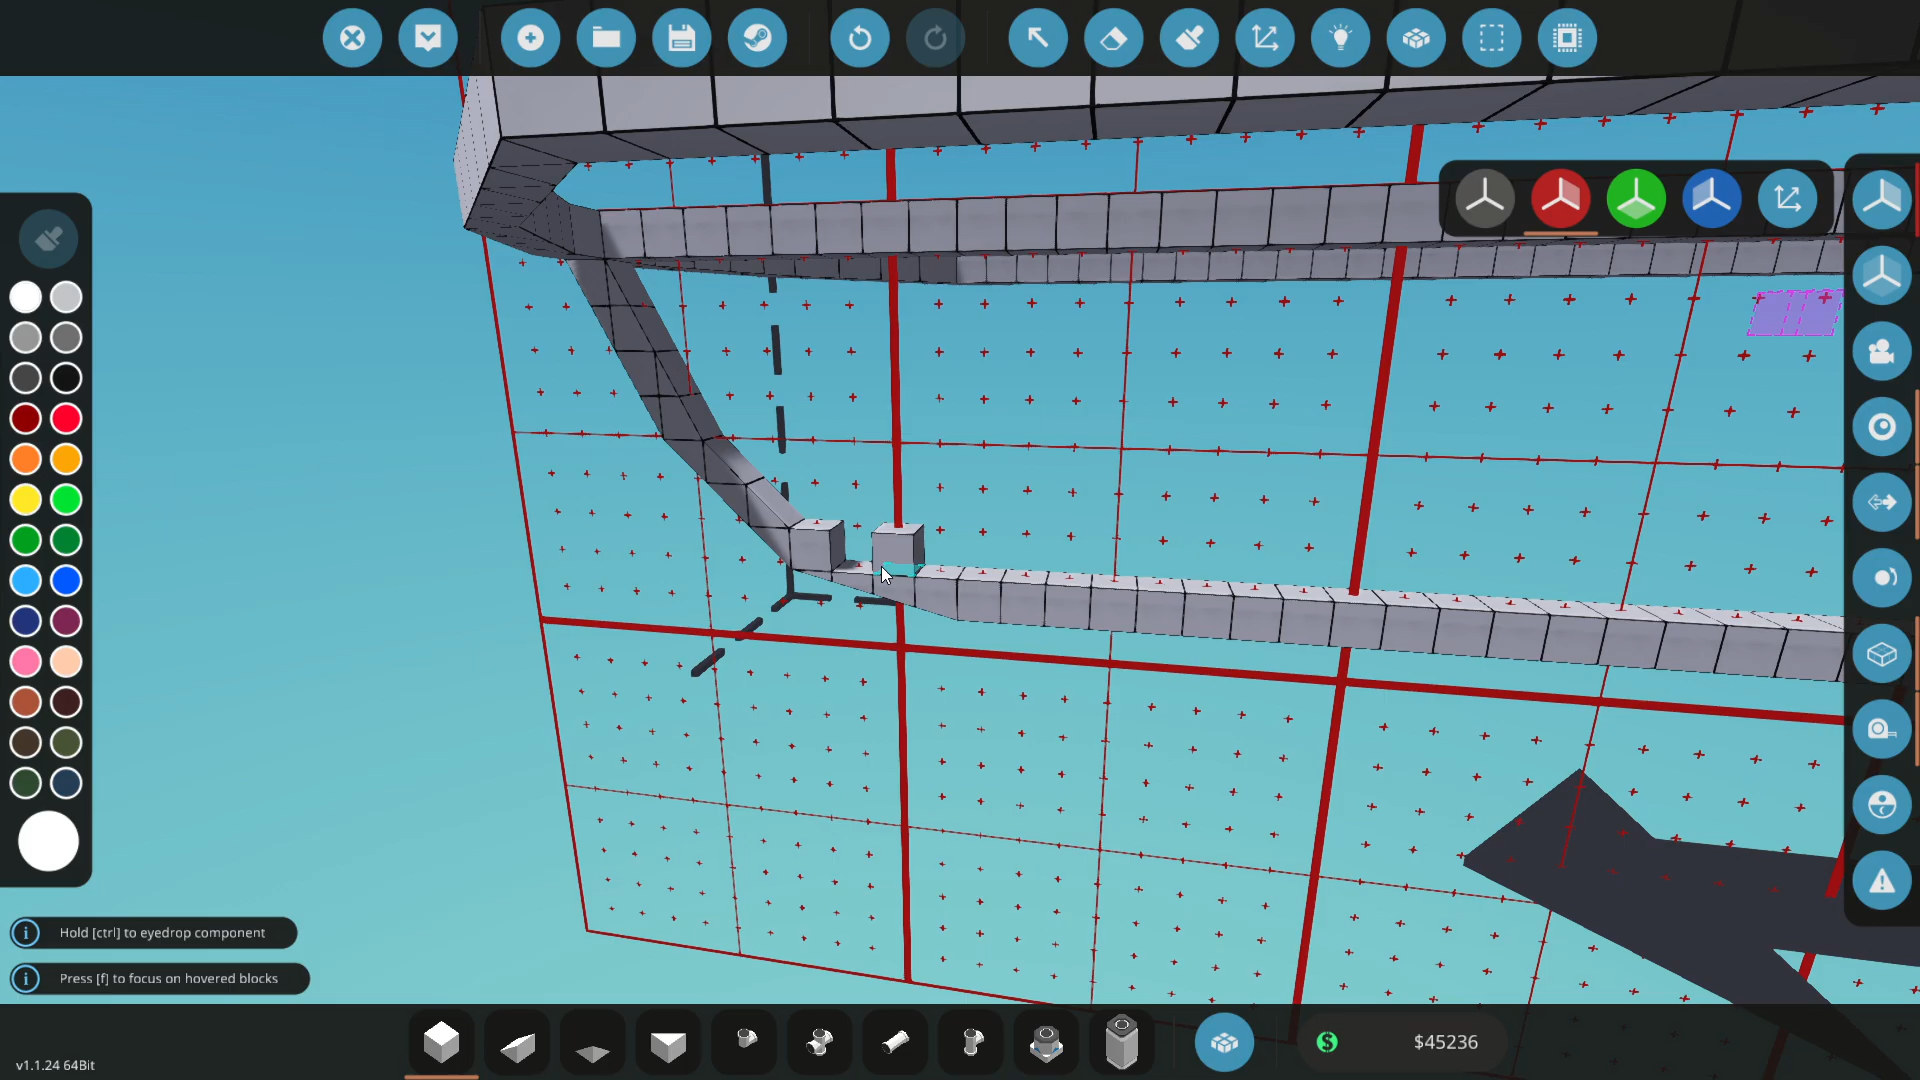 Hold [ctrl] to eyedrop component
Press [f] to focus on hovered blocks
$45236
v1.1.24 64Bit